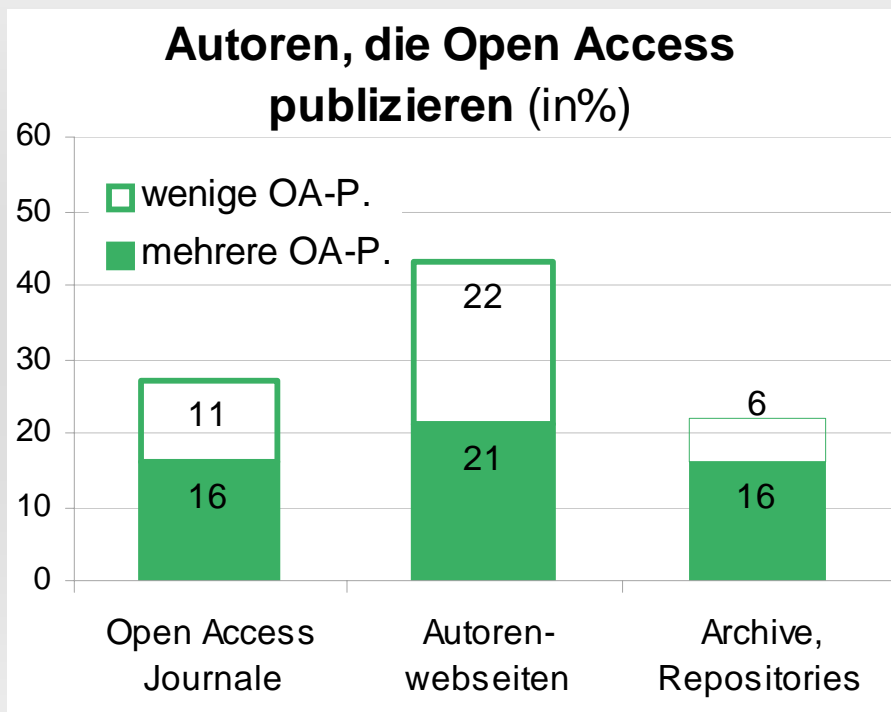 Autoren, die Open Access
publizieren (in%)
60
50
40
30
20
10
0
wenige OA-P.
mehrere OA-P.
11
16
22
21
6
16
Open Access
Journale
Autoren-
webseiten
Archive,
Repositories